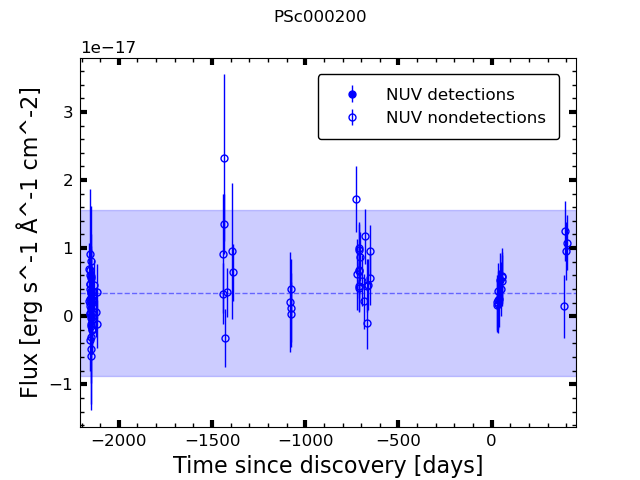 PSc000200
1e−17
NUV detections
NUV nondetections
3
2
1
0
−1
Flux [erg s^-1 Å^-1 cm^-2]
−2000 −1500 −1000 −500 0
Time since discovery [days]